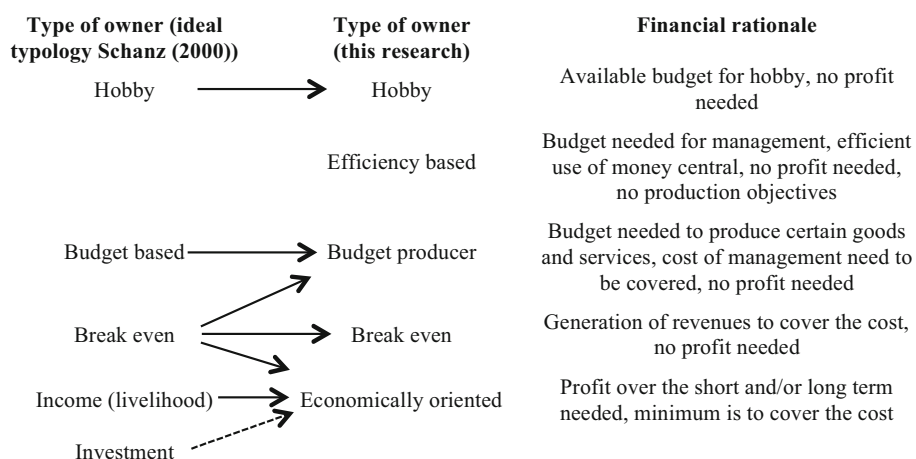 Type of owner (ideal
typology Schanz (2000))
Type of owner
(this research)
Financial rationale
Hobby
Hobby
Available budget for hobby, no profit
needed
Efficiency based
Budget needed for management, efficient
use of money central, no profit needed,
no production objectives
Budget based
Budget producer
Budget needed to produce certain goods
and services, cost of management need to
be covered, no profit needed
Break even
Break even
Generation of revenues to cover the cost,
no profit needed
Income (livelihood)
Economically oriented
Profit over the short and/or long term
needed, minimum is to cover the cost
Investment